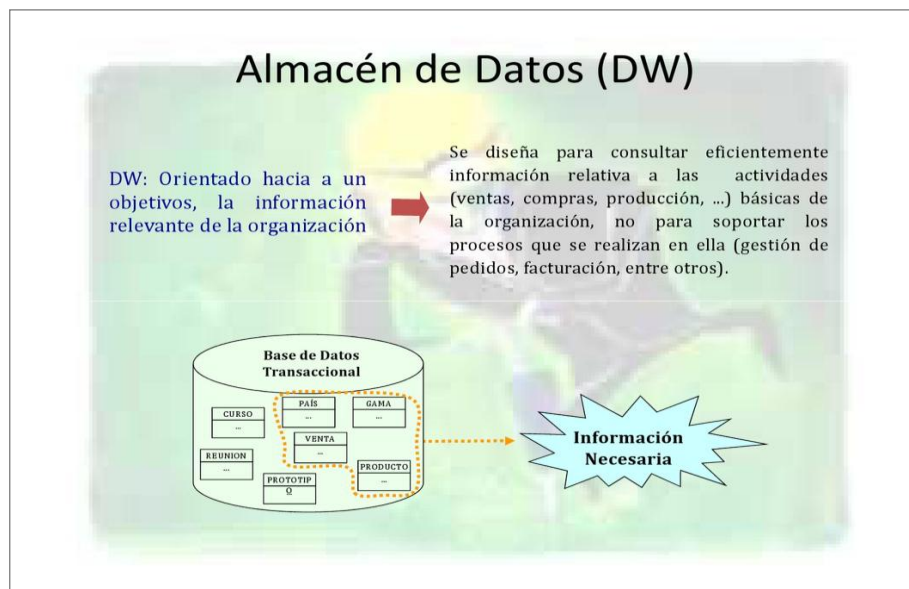 Almacén de Datos (DW)
DW: Orientado hacia a un
objetivos, la información
relevante de la organización
Se diseña para consultar eficientemente
información relativa a las actividades
(ventas, compras, producción, ...) básicas de
la organización, no para soportar los
procesos que se realizan en ella (gestión de
pedidos, facturación, entre otros).
Base de Datos
Transaccional
PAÍS
...
GAMA
...
CURSO
...
VENTA
...
REUNION
...
PRODUCTO
...
PROTOTIP
O
Información
Necesaria